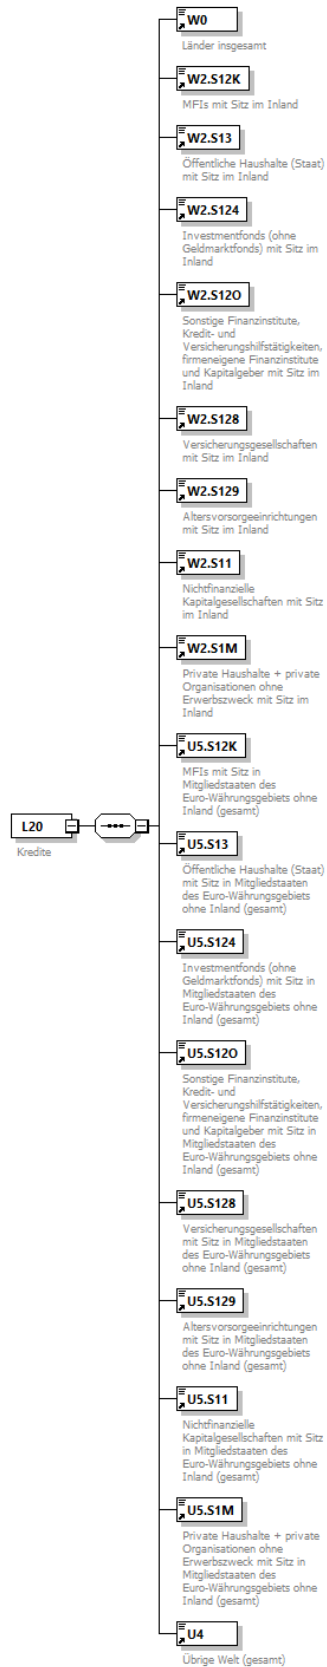 W0
Länder insgesamt
W2.S12K
MFIs mit Sitz im Inland
W2.S13
Öffentliche Haushalte (Staat)
mit Sitz im Inland
W2.S124
Investmentfonds (ohne
Geldmarktfonds) mit Sitz im
Inland
W2.S12O
Sonstige Finanzinstitute,
Kredit- und
Versicherungshilfstätigkeiten,
firmeneigene Finanzinstitute
und Kapitalgeber mit Sitz im
Inland
W2.S128
Versicherungsgesellschaften
mit Sitz im Inland
W2.S129
Altersvorsorgeeinrichtungen
mit Sitz im Inland
W2.S11
Nichtfinanzielle
Kapitalgesellschaften mit Sitz
im Inland
W2.S1M
Private Haushalte + private
Organisationen ohne
Erwerbszweck mit Sitz im
Inland
U5.S12K
MFIs mit Sitz in
Mitgliedstaaten des
Euro-Währungsgebiets ohne
Inland (gesamt)
L20
Kredite
U5.S13
Öffentliche Haushalte (Staat)
mit Sitz in Mitgliedstaaten
des Euro-Währungsgebiets
ohne Inland (gesamt)
U5.S124
Investmentfonds (ohne
Geldmarktfonds) mit Sitz in
Mitgliedstaaten des
Euro-Währungsgebiets ohne
Inland (gesamt)
U5.S12O
Sonstige Finanzinstitute,
Kredit- und
Versicherungshilfstätigkeiten,
firmeneigene Finanzinstitute
und Kapitalgeber mit Sitz in
Mitgliedstaaten des
Euro-Währungsgebiets ohne
Inland (gesamt)
U5.S128
Versicherungsgesellschaften
mit Sitz in Mitgliedstaaten
des Euro-Währungsgebiets
ohne Inland (gesamt)
U5.S129
Altersvorsorgeeinrichtungen
mit Sitz in Mitgliedstaaten
des Euro-Währungsgebiets
ohne Inland (gesamt)
U5.S11
Nichtfinanzielle
Kapitalgesellschaften mit Sitz
in Mitgliedstaaten des
Euro-Währungsgebiets ohne
Inland (gesamt)
U5.S1M
Private Haushalte + private
Organisationen ohne
Erwerbszweck mit Sitz in
Mitgliedstaaten des
Euro-Währungsgebiets ohne
Inland (gesamt)
U4
Übrige Welt (gesamt)